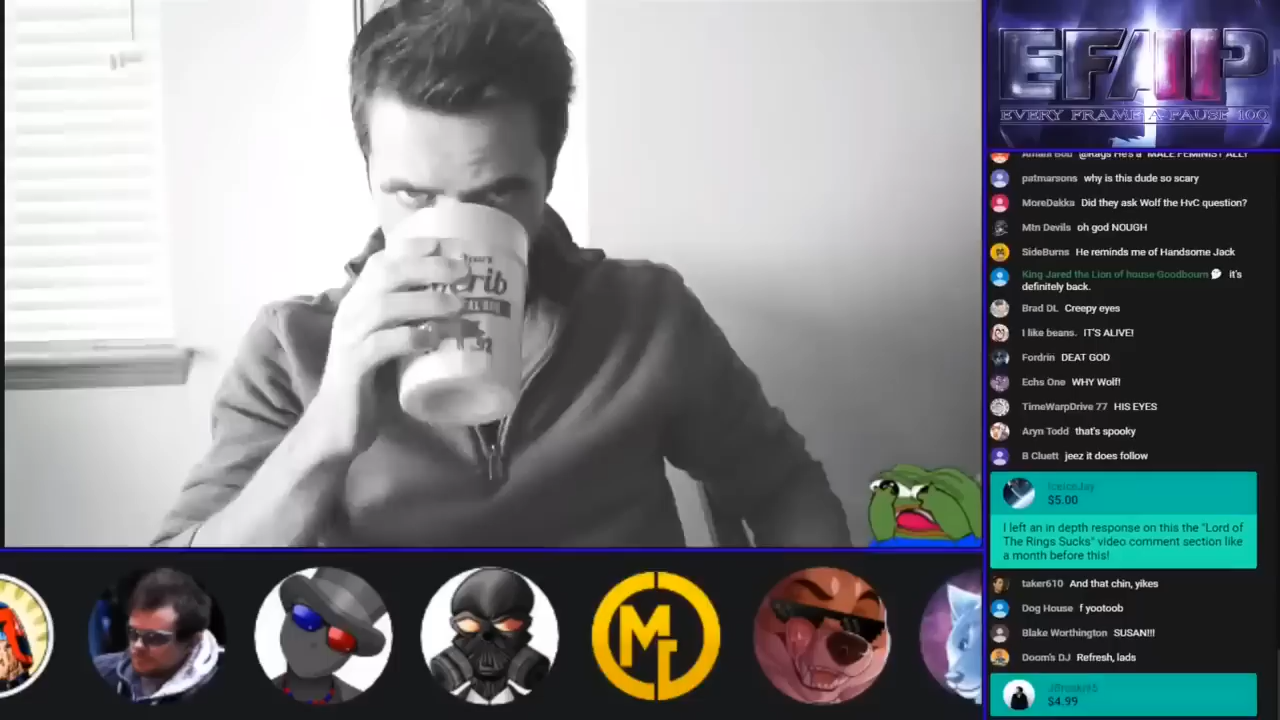 EFAP
EVERY FRAME A PAUSE 100
@Rags He's a "MALE FEMINIST ALLY"
patmarsons why is this dude so scary
MoreDakka Did they ask Wolf the HvC question?
Mtn Devils oh god NOUGH
SideBurns He reminds me of Handsome Jack
King Jared the Lion of house Goodbourn it's
definitely back.
Brad DL Creepy eyes
I like beans. IT'S ALIVE!
Fordrin DEAT GOD
Echs One WHY Wolf!
TimeWarpDrive 77 HIS EYES
Aryn Todd that's spooky
B Cluett jeez it does follow
$5.00
I left an in depth response on this the "Lord of
The Rings Sucks" video comment section like
a month before this!
taker610 And that chin, yikes
Dog House f yootoob
Blake Worthington SUSAN!!!
Doom's DJ Refresh, lads
$4.99